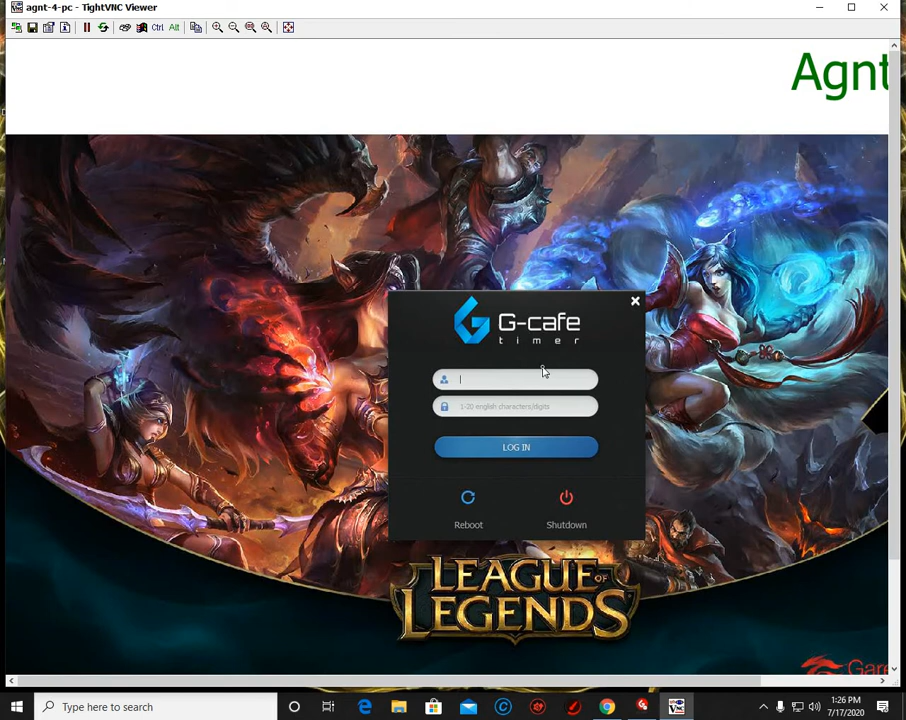 agnt-4-pc - TightVNC Viewer
Ctrl Alt
Agnt
G-cafe
timer
1-20 english characters/digits
LOG IN
Reboot
Shutdown
LEAGUE OF
LEGENDS
Gare
Type here to search
1:26 PM
7/17/2020